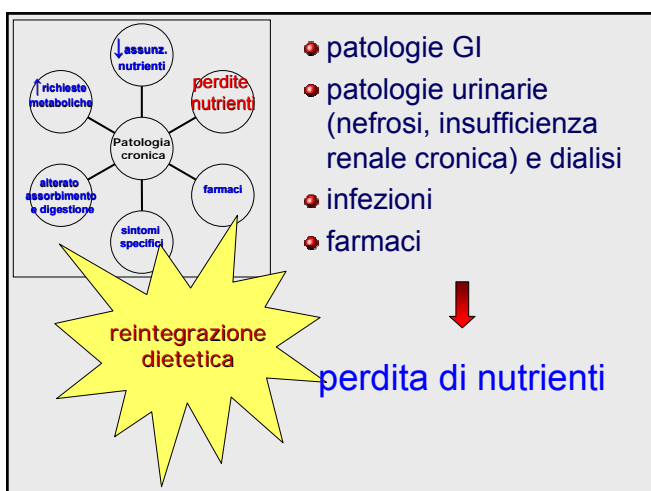 ↓assunz.
nutrienti
↑richieste
metaboliche
perdite
nutrienti
Patologia
cronica
alterato
assorbimento
e digestione
farmaci
sintomi
specifici
reintegrazione
dietetica
patologie GI
patologie urinarie
(nefrosi, insufficienza
renale cronica) e dialisi
infezioni
farmaci
perdita di nutrienti